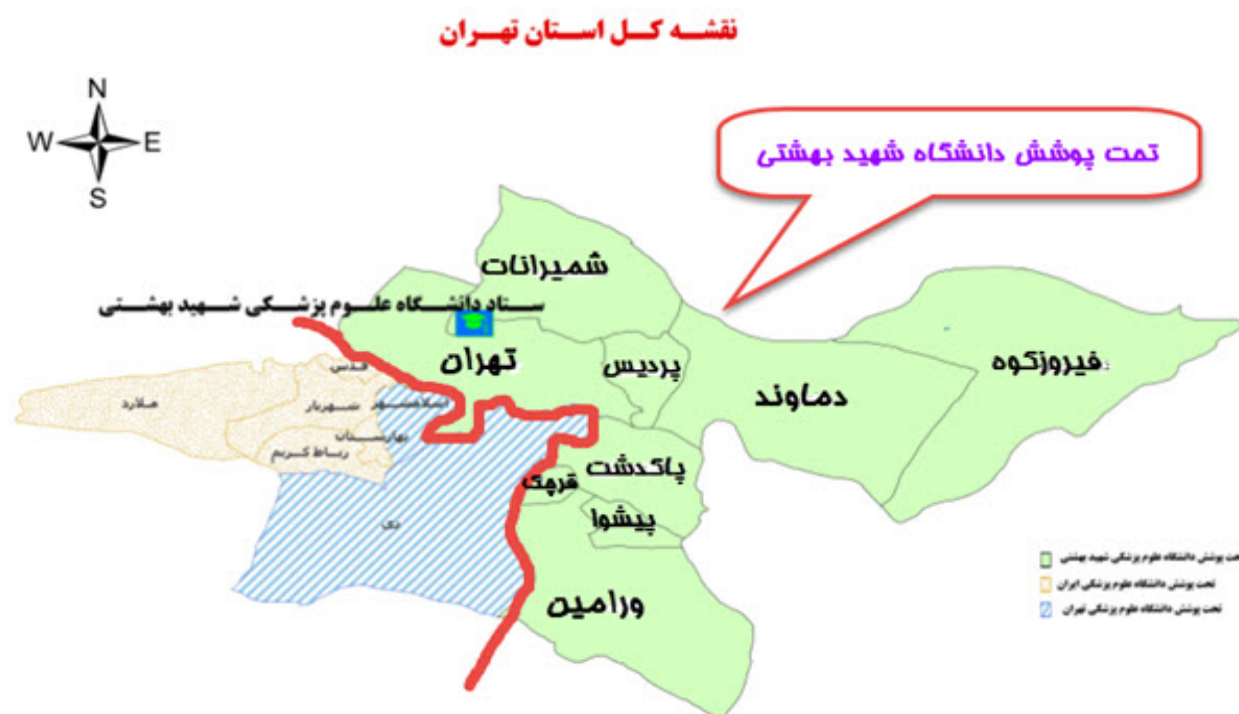 نقشه کل استان تهران
N
W
E
S
تحت پوشش دانشگاه شهید بهشتی
شمیرانات
ستاد دانشگاه علوم پزشکی شهید بهشتی
تهران
پردیس
دماوند
فیروزکوه
قدس
ملارد
شهریار
اسلامشهر
بهارستان
رباط کریم
ری
پاکدشت
قرچک
پیشوا
ورامین
تحت پوشش دانشگاه علوم پزشکی شهید بهشتی
تحت پوشش دانشگاه علوم پزشکی ایران
تحت پوشش دانشگاه علوم پزشکی تهران